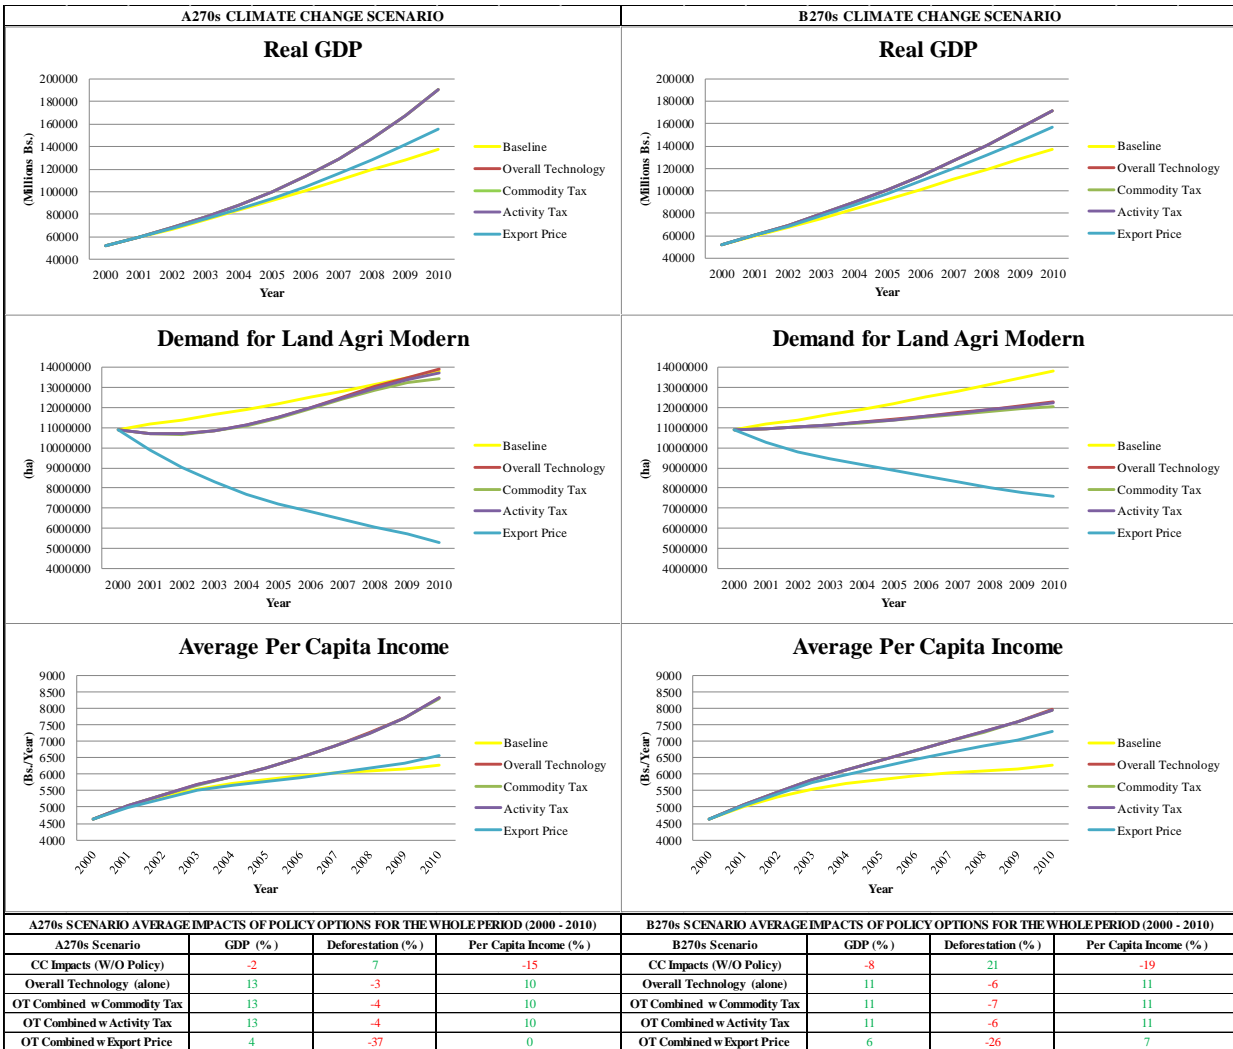 A270s CLIMATE CHANGE SCENARIO
Real GDP
200000
180000
160000
140000
120000
100000
80000
60000
40000
(Millions Bs.)
2000 2001 2002 2003 2004 2005 2006 2007 2008 2009 2010
Year
Baseline
Overall Technology
Commodity Tax
Activity Tax
Export Price
B270s CLIMATE CHANGE SCENARIO
Real GDP
200000
180000
160000
140000
120000
100000
80000
60000
40000
(Millions Bs.)
2000 2001 2002 2003 2004 2005 2006 2007 2008 2009 2010
Year
Baseline
Overall Technology
Commodity Tax
Activity Tax
Export Price
Demand for Land Agri Modern
14000000
13000000
12000000
11000000
10000000
9000000
8000000
7000000
6000000
5000000
4000000
(ha)
2000 2001 2002 2003 2004 2005 2006 2007 2008 2009 2010
Year
Baseline
Overall Technology
Commodity Tax
Activity Tax
Export Price
Demand for Land Agri Modern
14000000
13000000
12000000
11000000
10000000
9000000
8000000
7000000
6000000
5000000
4000000
(ha)
2000 2001 2002 2003 2004 2005 2006 2007 2008 2009 2010
Year
Baseline
Overall Technology
Commodity Tax
Activity Tax
Export Price
Average Per Capita Income
9000
8500
8000
7500
7000
6500
6000
5500
5000
4500
4000
(Bs./Year)
2000 2001 2002 2003 2004 2005 2006 2007 2008 2009 2010
Year
Baseline
Overall Technology
Commodity Tax
Activity Tax
Export Price
Average Per Capita Income
9000
8500
8000
7500
7000
6500
6000
5500
5000
4500
4000
(Bs./Year)
2000 2001 2002 2003 2004 2005 2006 2007 2008 2009 2010
Year
Baseline
Overall Technology
Commodity Tax
Activity Tax
Export Price
A270s SCENARIO AVERAGE IMPACTS OF POLICY OPTIONS FOR THE WHOLE PERIOD (2000 - 2010)
A270s Scenario GDP (%) Deforestation (%) Per Capita Income (%)
CC Impacts (W/O Policy) -2 7 -15
Overall Technology (alone) 13 -3 10
OT Combined w Commodity Tax 13 -4 10
OT Combined w Activity Tax 13 -4 10
OT Combined w Export Price 4 -37 0
B270s SCENARIO AVERAGE IMPACTS OF POLICY OPTIONS FOR THE WHOLE PERIOD (2000 - 2010)
B270s Scenario GDP (%) Deforestation (%) Per Capita Income (%)
CC Impacts (W/O Policy) -8 21 -19
Overall Technology (alone) 11 -6 11
OT Combined w Commodity Tax 11 -7 11
OT Combined w Activity Tax 11 -6 11
OT Combined w Export Price 6 -26 7